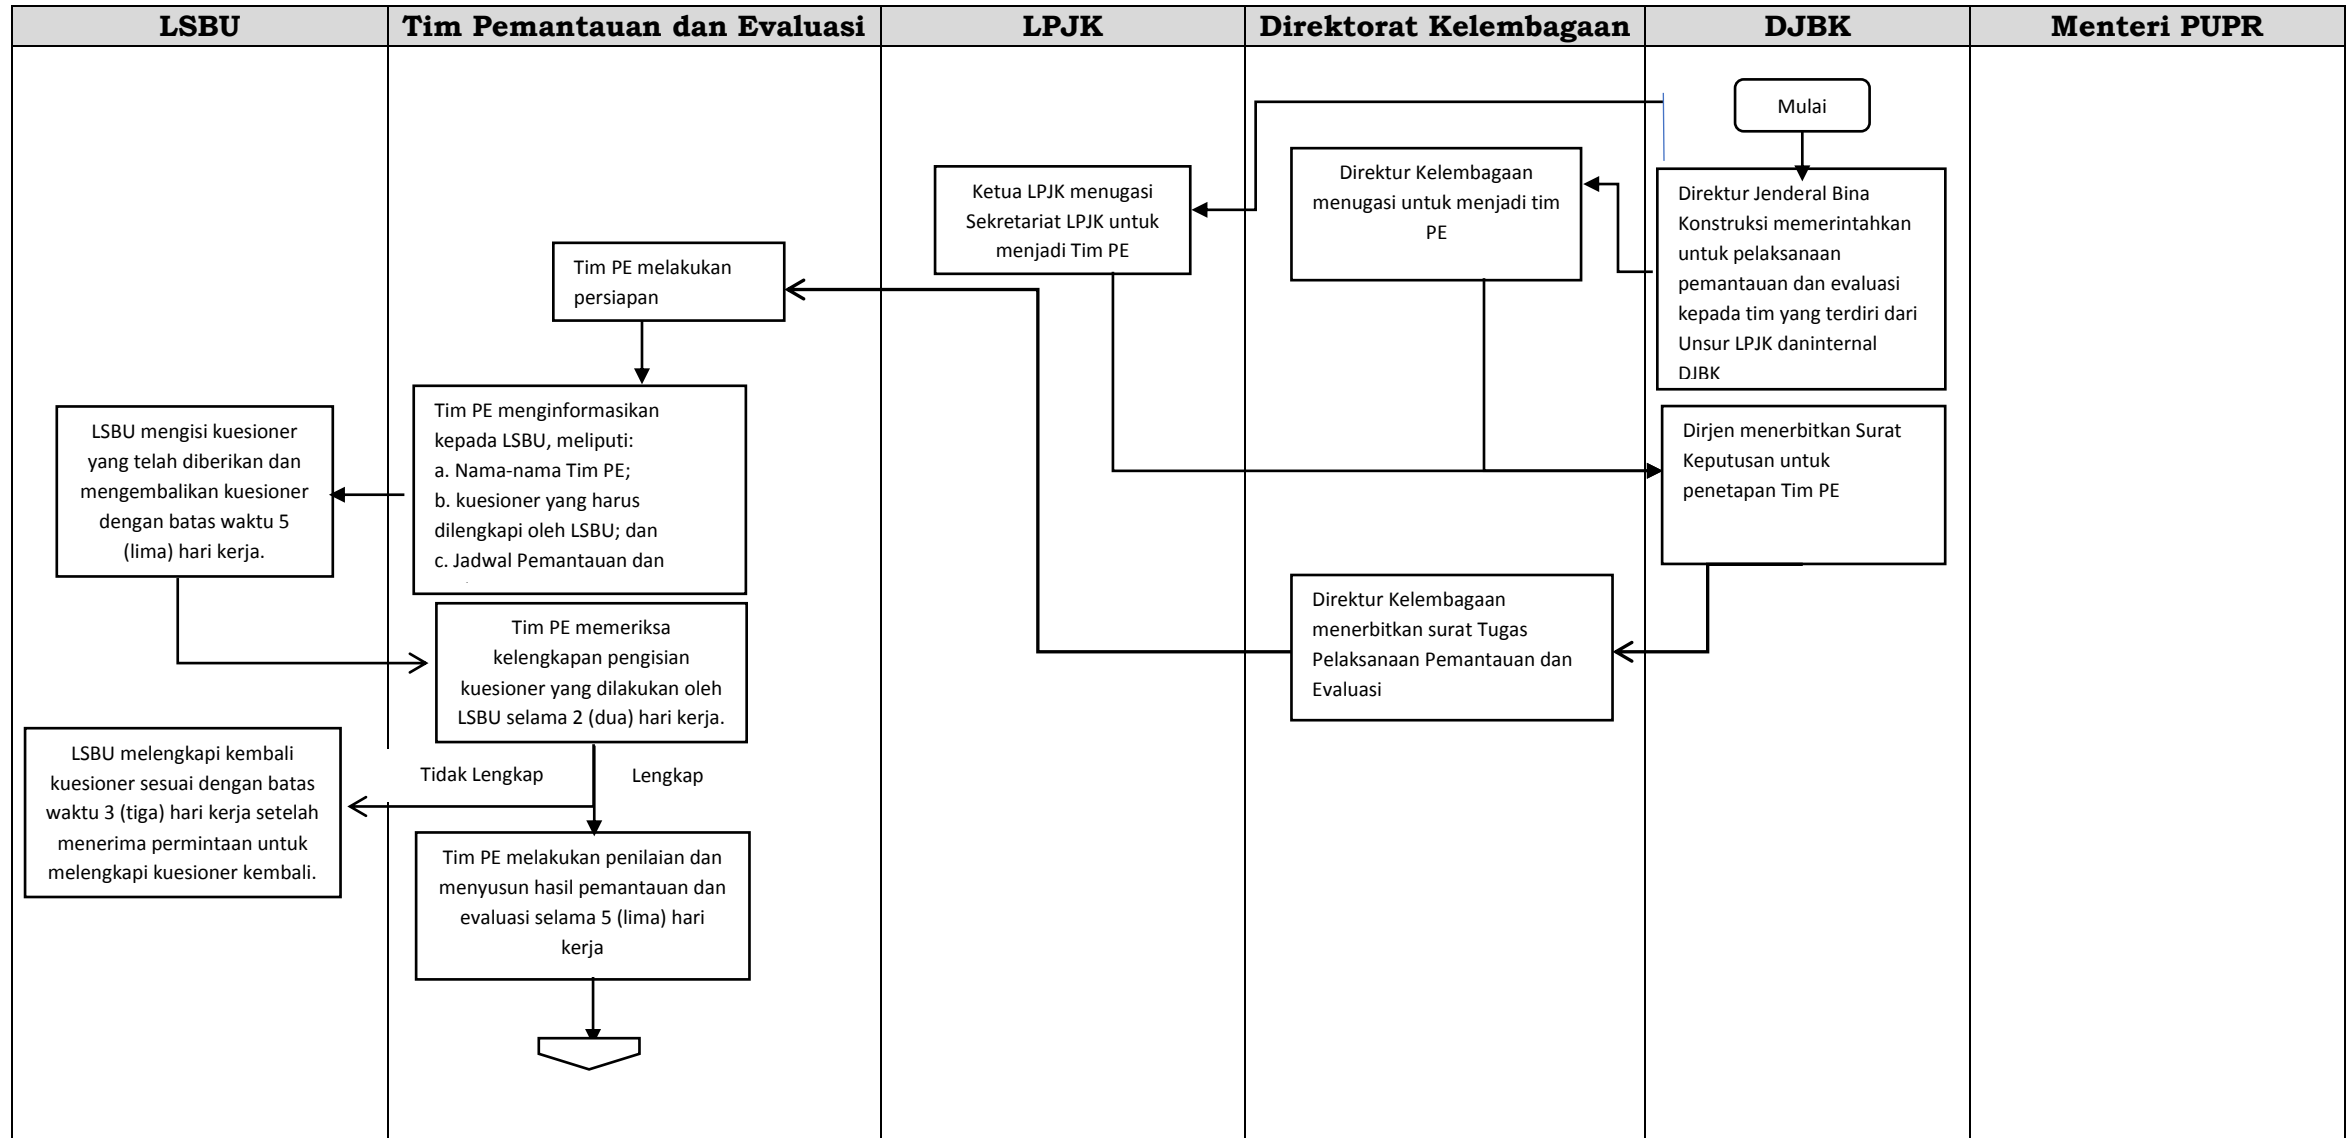 LSBU
Tim Pemantauan dan Evaluasi
LPJK
Direktorat Kelembagaan
DJBK
Menteri PUPR
Mulai
Direktur Jenderal Bina
Konstruksi memerintahkan
untuk pelaksanaan
pemantauan dan evaluasi
kepada tim yang terdiri dari
Unsur LPJK daninternal
DJBK
Direktur Kelembagaan
menugasi untuk menjadi tim
PE
Ketua LPJK menugasi
Sekretariat LPJK untuk
menjadi Tim PE
Dirjen menerbitkan Surat
Keputusan untuk
penetapan Tim PE
Direktur Kelembagaan
menerbitkan surat Tugas
Pelaksanaan Pemantauan dan
Evaluasi
Tim PE melakukan
persiapan
Tim PE menginformasikan
kepada LSBU, meliputi:
a. Nama-nama Tim PE;
b. kuesioner yang harus
dilengkapi oleh LSBU; dan
c. Jadwal Pemantauan dan
LSBU mengisi kuesioner
yang telah diberikan dan
mengembalikan kuesioner
dengan batas waktu 5
(lima) hari kerja.
Tim PE memeriksa
kelengkapan pengisian
kuesioner yang dilakukan oleh
LSBU selama 2 (dua) hari kerja.
Tidak Lengkap
Lengkap
LSBU melengkapi kembali
kuesioner sesuai dengan batas
waktu 3 (tiga) hari kerja setelah
menerima permintaan untuk
melengkapi kuesioner kembali.
Tim PE melakukan penilaian dan
menyusun hasil pemantauan dan
evaluasi selama 5 (lima) hari
kerja